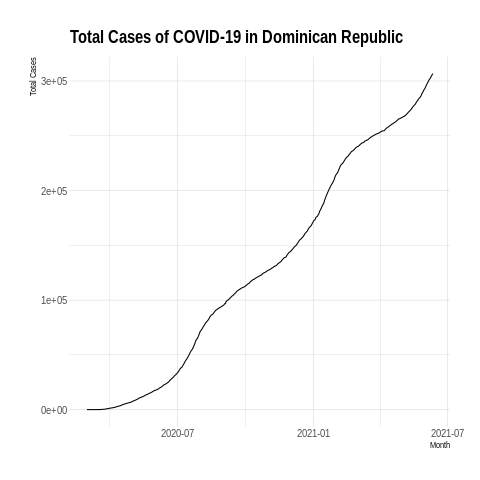 Total Cases of COVID-19 in Dominican Republic
Total Cases
3e+05
2e+05
1e+05
0e+00
2020-07
2021-01
2021-07
Month